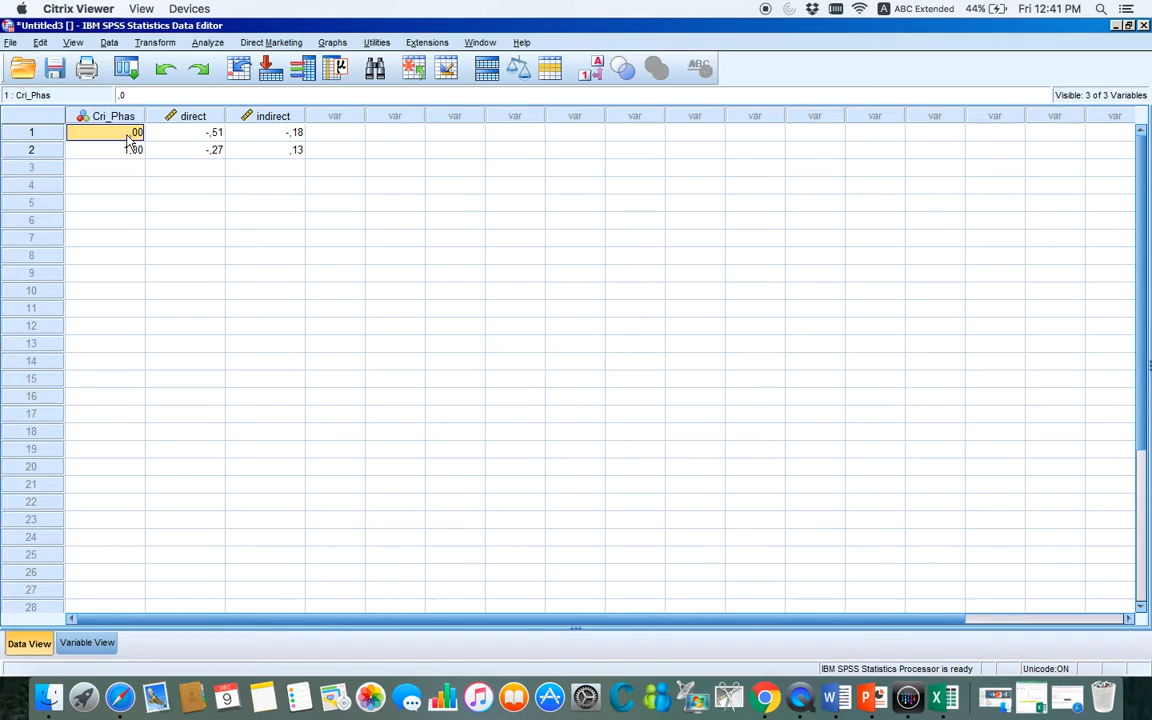 Citrix Viewer View Devices 44% ABC Extended Fri 12:41 PM
*Untitled3 [] - IBM SPSS Statistics Data Editor
File Edit View Data Transform Analyze Direct Marketing Graphs Utilities Extensions Window Help
1 : Cri_Phas ,0 Visible: 3 of 3 Variables
Cri_Phas direct indirect var var var var var var var var var var var var var var
1 ,00 -,51 -,18
2 1,00 -,27 ,13
3
4
5
6
7
8
9
10
11
12
13
14
15
16
17
18
19
20
21
22
23
24
25
26
27
28
Data View Variable View
IBM SPSS Statistics Processor is ready Unicode:ON